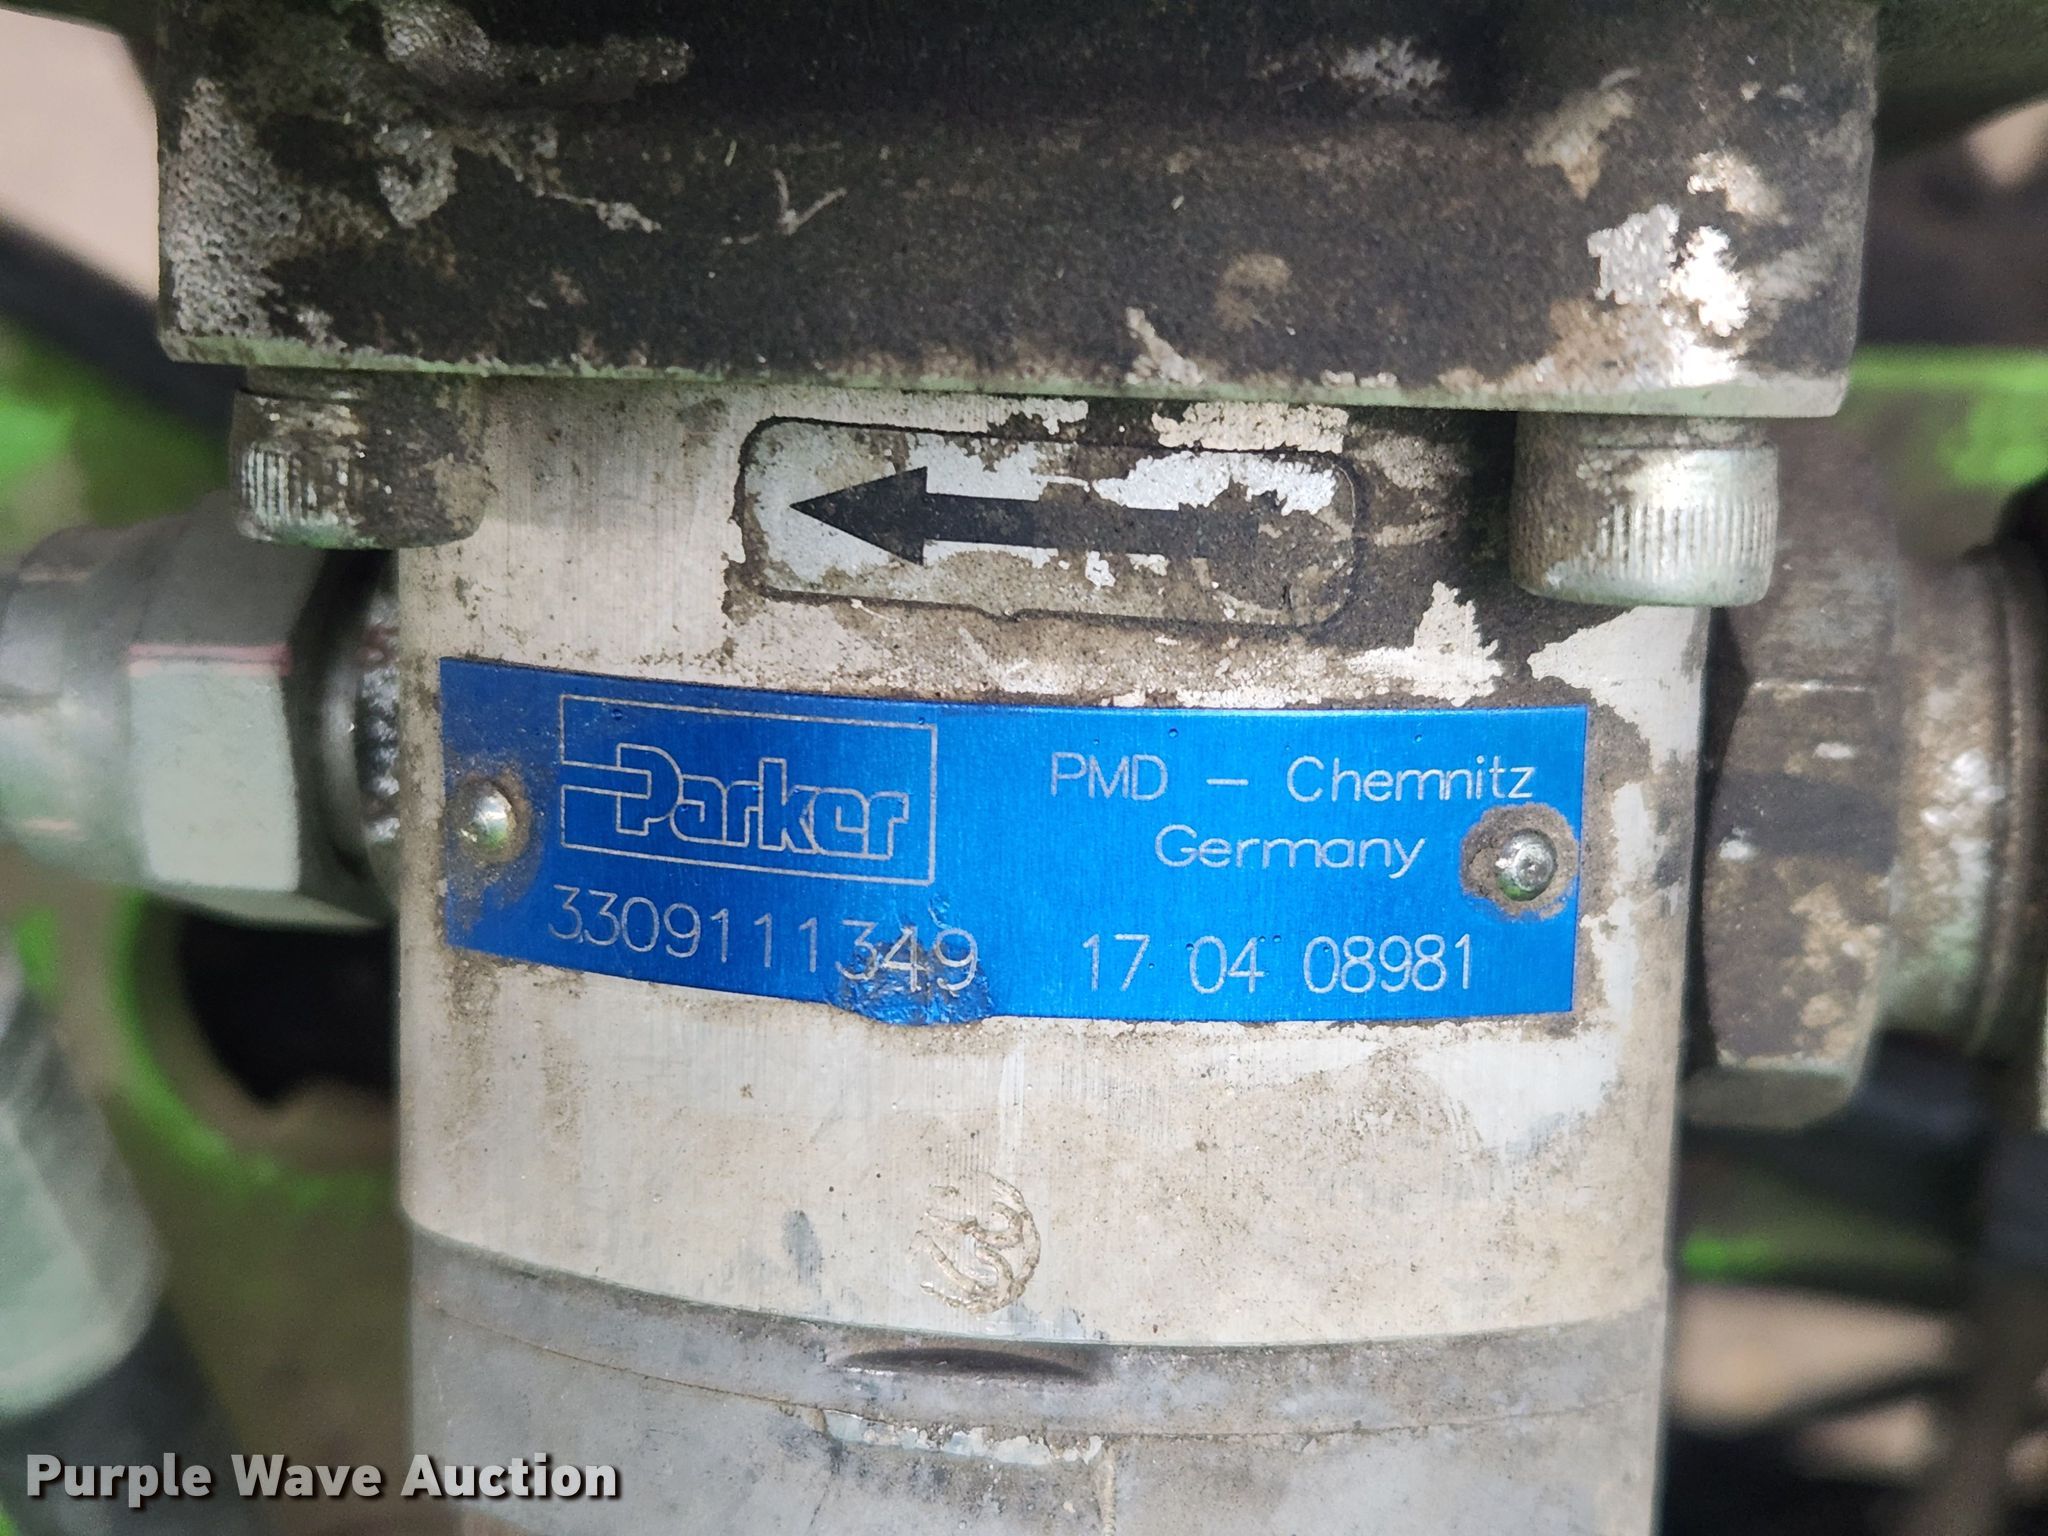 Parker
PMD - Chemnitz
Germany
3309111349
17 04 08981
Purple Wave Auction